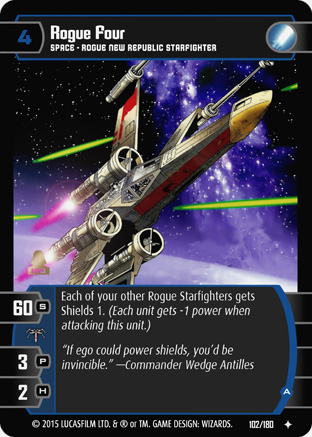 4
Rogue Four
SPACE - ROGUE NEW REPUBLIC STARFIGHTER
60 S
3 P
2 H
Each of your other Rogue Starfighters gets
Shields 1. (Each unit gets -1 power when
attacking this unit.)
“If ego could power shields, you’d be
invincible.” —Commander Wedge Antilles
A
© 2015 LUCASFILM LTD. & ® or TM. GAME DESIGN: WIZARDS. 102/180